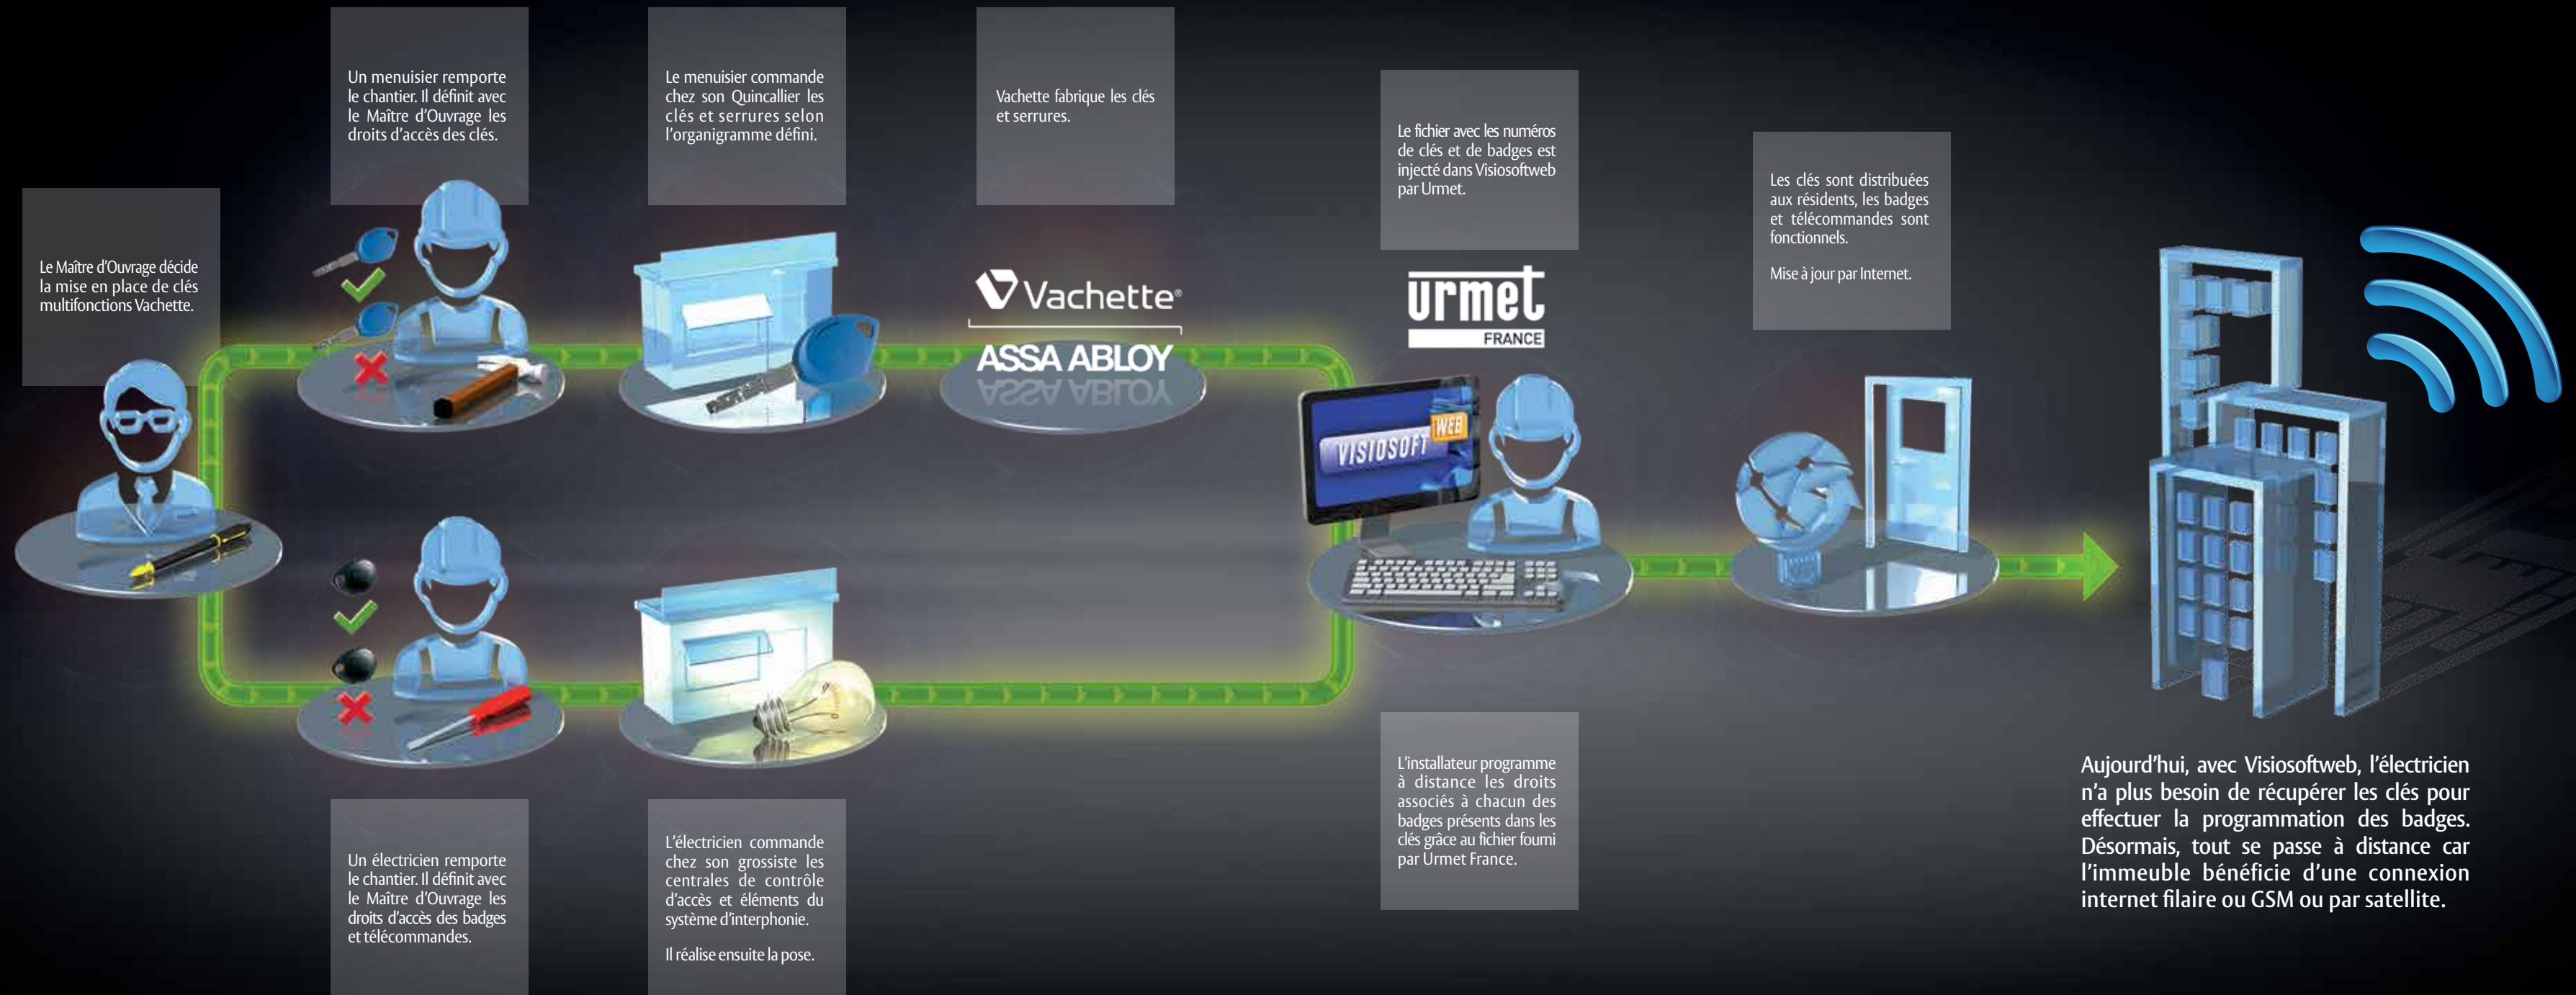 Le Maître d'Ouvrage décide
la mise en place de clés
multifonctions Vachette.
Un menuisier remporte
le chantier. Il définit avec
le Maître d'Ouvrage les
droits d'accès des clés.
Le menuisier commande
chez son Quincallier les
clés et serrures selon
l'organigramme défini.
Vachette fabrique les clés
et serrures.
Vachette®
ASSA ABLOY
Le fichier avec les numéros
de clés et de badges est
injecté dans Visiosoftweb
par Urmet.
urmet
FRANCE
VISIOSOFT WEB
Les clés sont distribuées
aux résidents, les badges
et télécommandes sont
fonctionnels.
Mise à jour par Internet.
Un électricien remporte
le chantier. Il définit avec
le Maître d'Ouvrage les
droits d'accès des badges
et télécommandes.
L'électricien commande
chez son grossiste les
centrales de contrôle
d'accès et éléments du
système d'interphonie.
Il réalise ensuite la pose.
L'installateur programme
à distance les droits
associés à chacun des
badges présents dans les
clés grâce au fichier fourni
par Urmet France.
Aujourd'hui, avec Visiosoftweb, l'électricien
n'a plus besoin de récupérer les clés pour
effectuer la programmation des badges.
Désormais, tout se passe à distance car
l'immeuble bénéficie d'une connexion
internet filaire ou GSM ou par satellite.